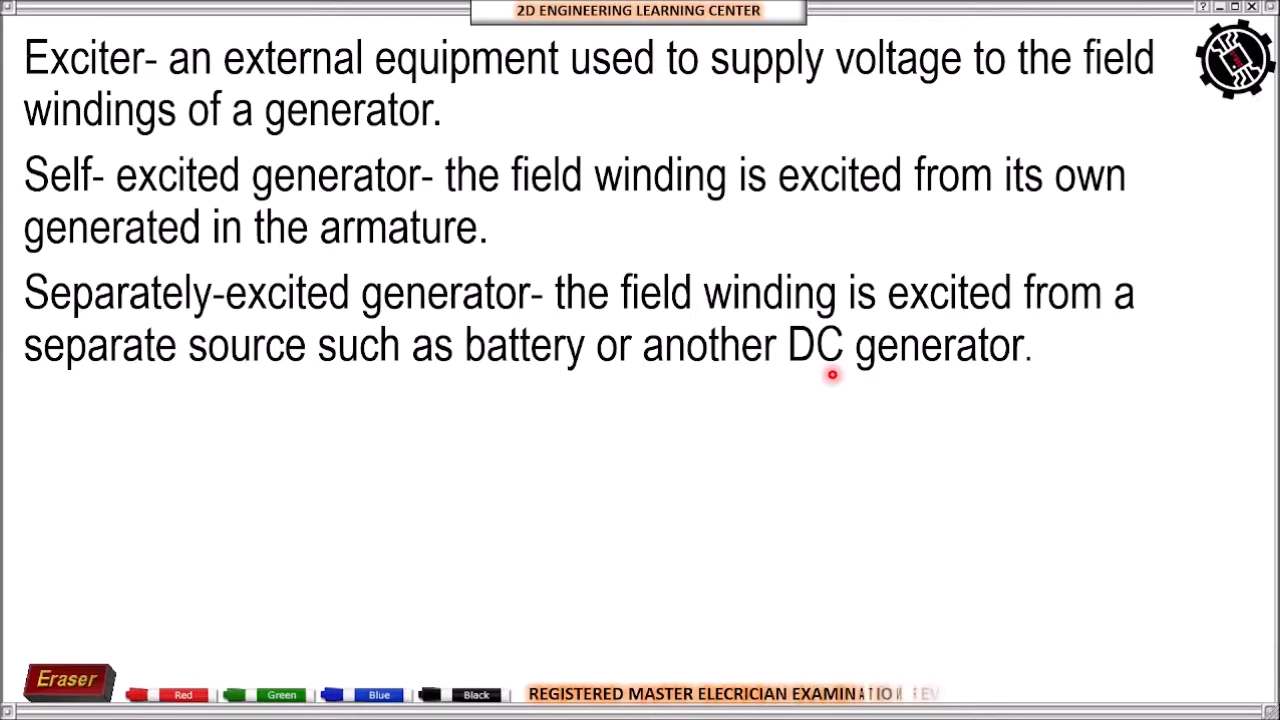 2D ENGINEERING LEARNING CENTER
Exciter- an external equipment used to supply voltage to the field
windings of a generator.
Self- excited generator- the field winding is excited from its own
generated in the armature.
Separately-excited generator- the field winding is excited from a
separate source such as battery or another DC generator.
Eraser
Red
Green
Blue
Black
REGISTERED MASTER ELECRICIAN EXAMINATION